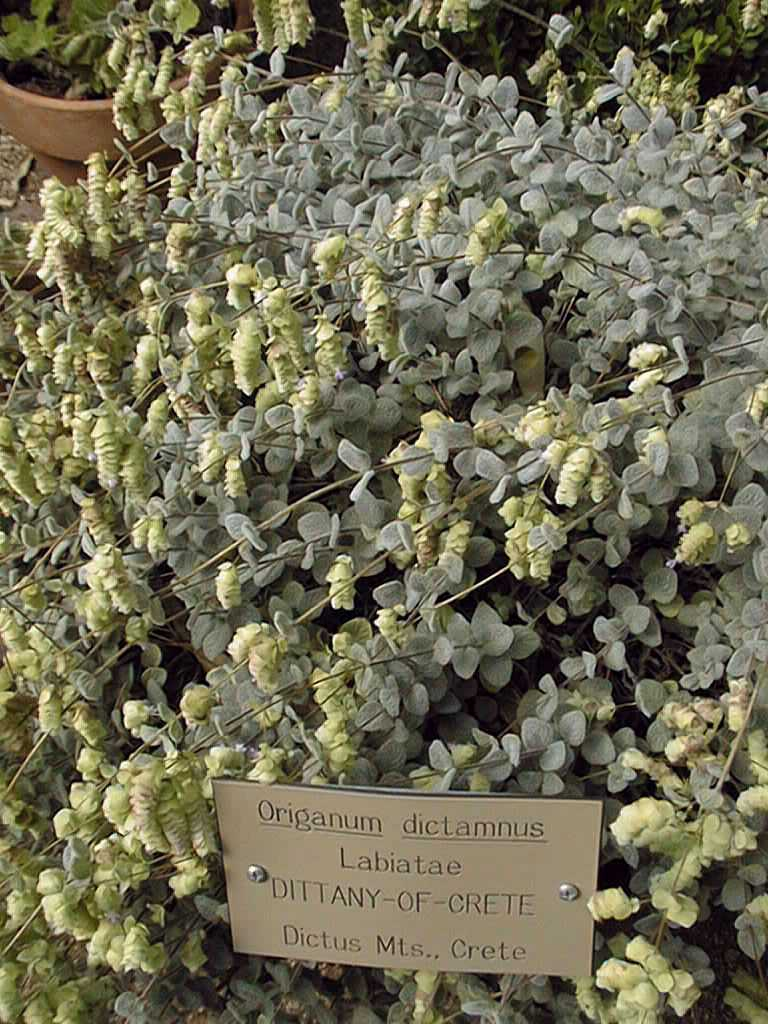 Origanum dictamnus
Labiatae
DITTANY-OF-CRETE
Dictus Mts., Crete